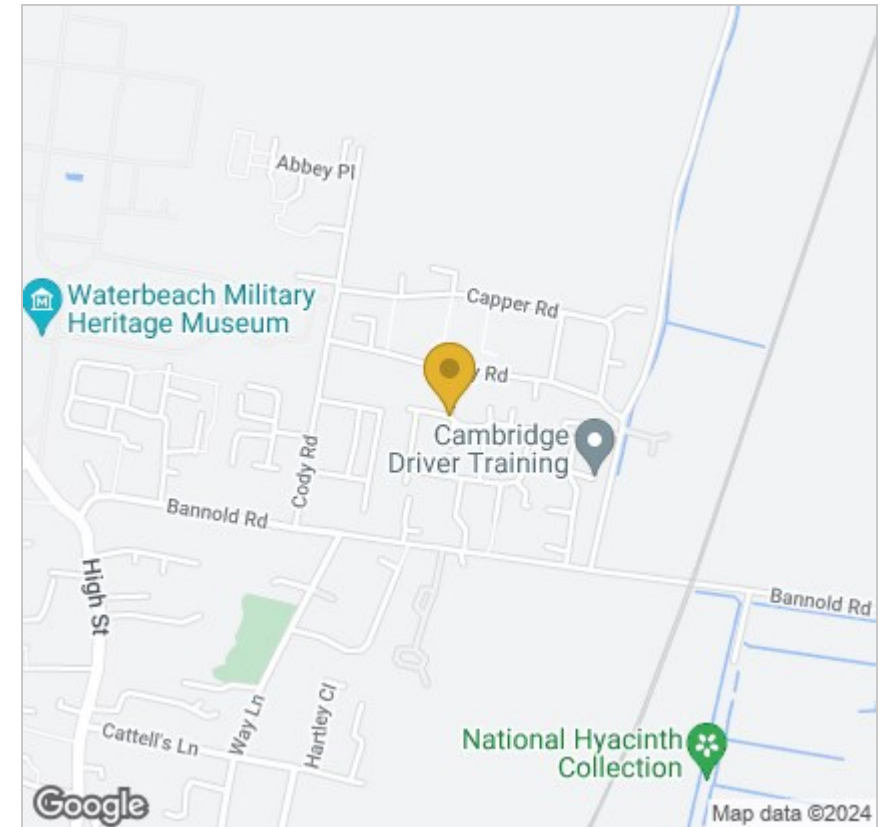 Abbey Pl
Waterbeach Military
Heritage Museum
Capper Rd
Rd
Cambridge
Driver Training
Cody Rd
Bannold Rd
High St
Bannold Rd
Way Ln
Hartley Cl
Cattell's Ln
National Hyacinth
Collection
Google
Map data ©2024